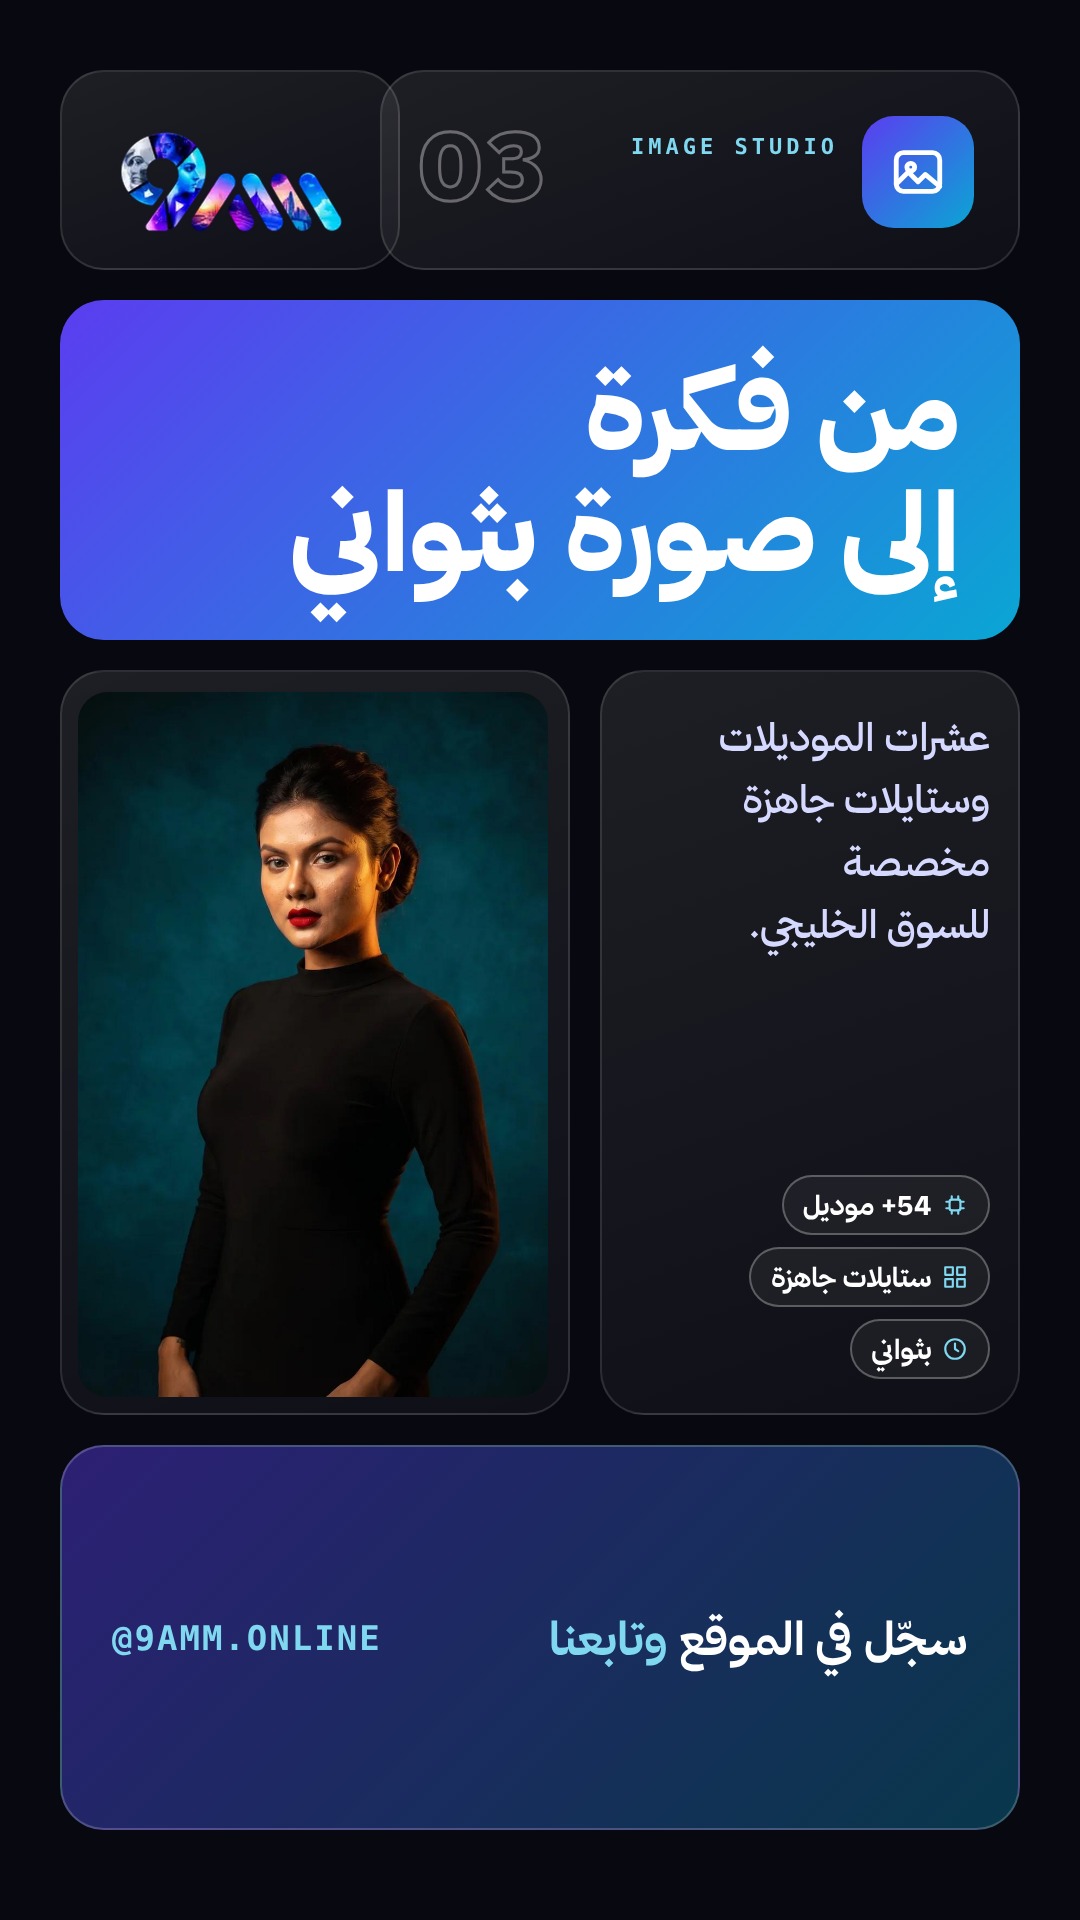 9AMM
03
IMAGE STUDIO
من فكرة
إلى صورة بثواني
عشرات الموديلات
وستايلات جاهزة
مخصصة
للسوق الخليجي.
54+ موديل
ستايلات جاهزة
بثواني
سجّل في الموقع وتابعنا
@9AMM.ONLINE